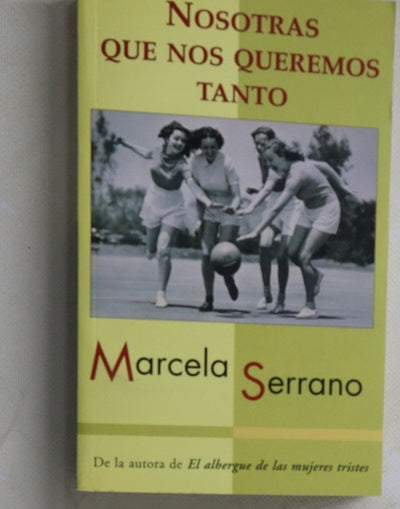 NOSOTRAS
QUE NOS QUEREMOS
TANTO
Marcela Serrano
De la autora de El albergue de las mujeres tristes